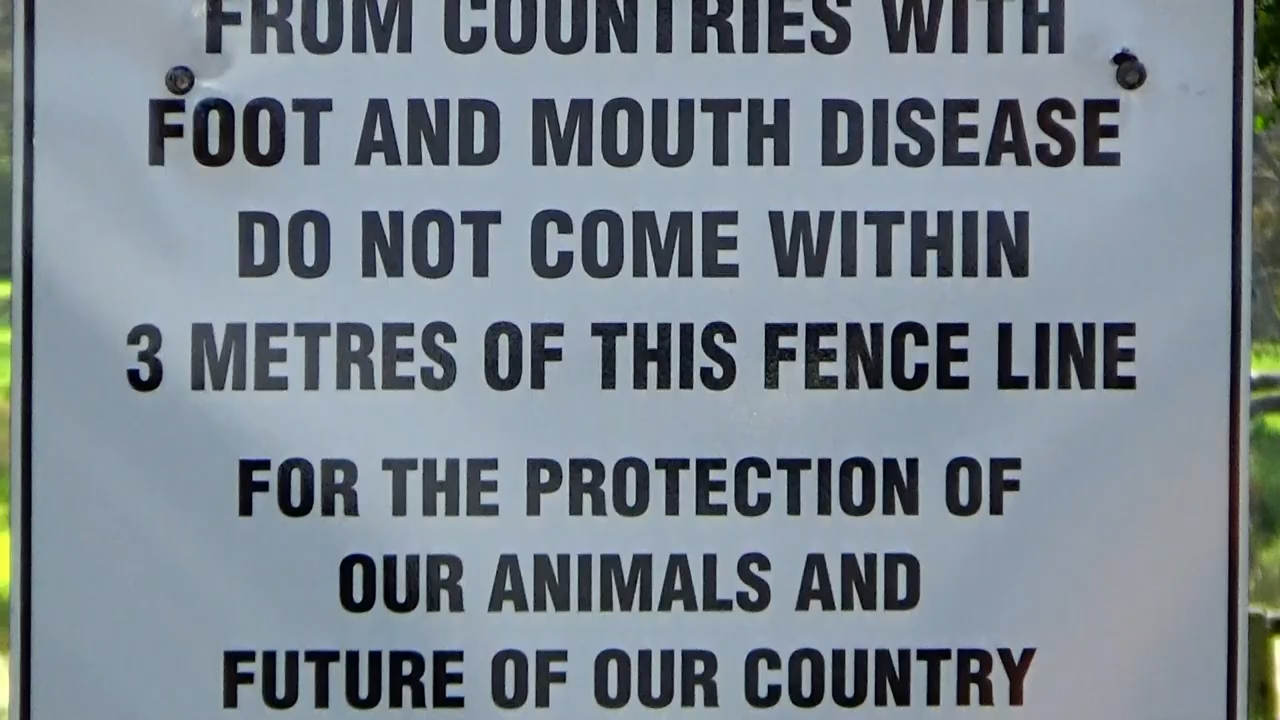 FROM COUNTRIES WITH
FOOT AND MOUTH DISEASE
DO NOT COME WITHIN
3 METRES OF THIS FENCE LINE
FOR THE PROTECTION OF
OUR ANIMALS AND
FUTURE OF OUR COUNTRY